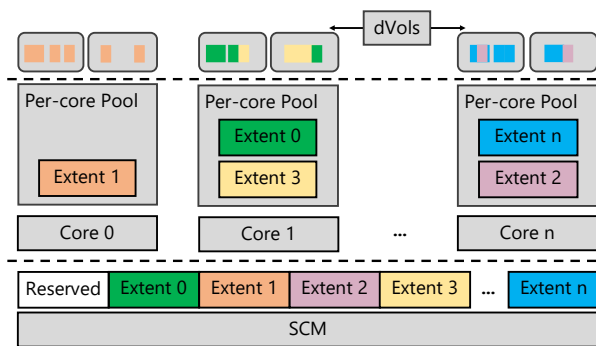 dVols
Per-core Pool Per-core Pool Per-core Pool
Extent 0 Extent n
Extent 1 Extent 3 Extent 2
Core 0 Core 1 ... Core n
Reserved Extent 0 Extent 1 Extent 2 Extent 3 ... Extent n
SCM